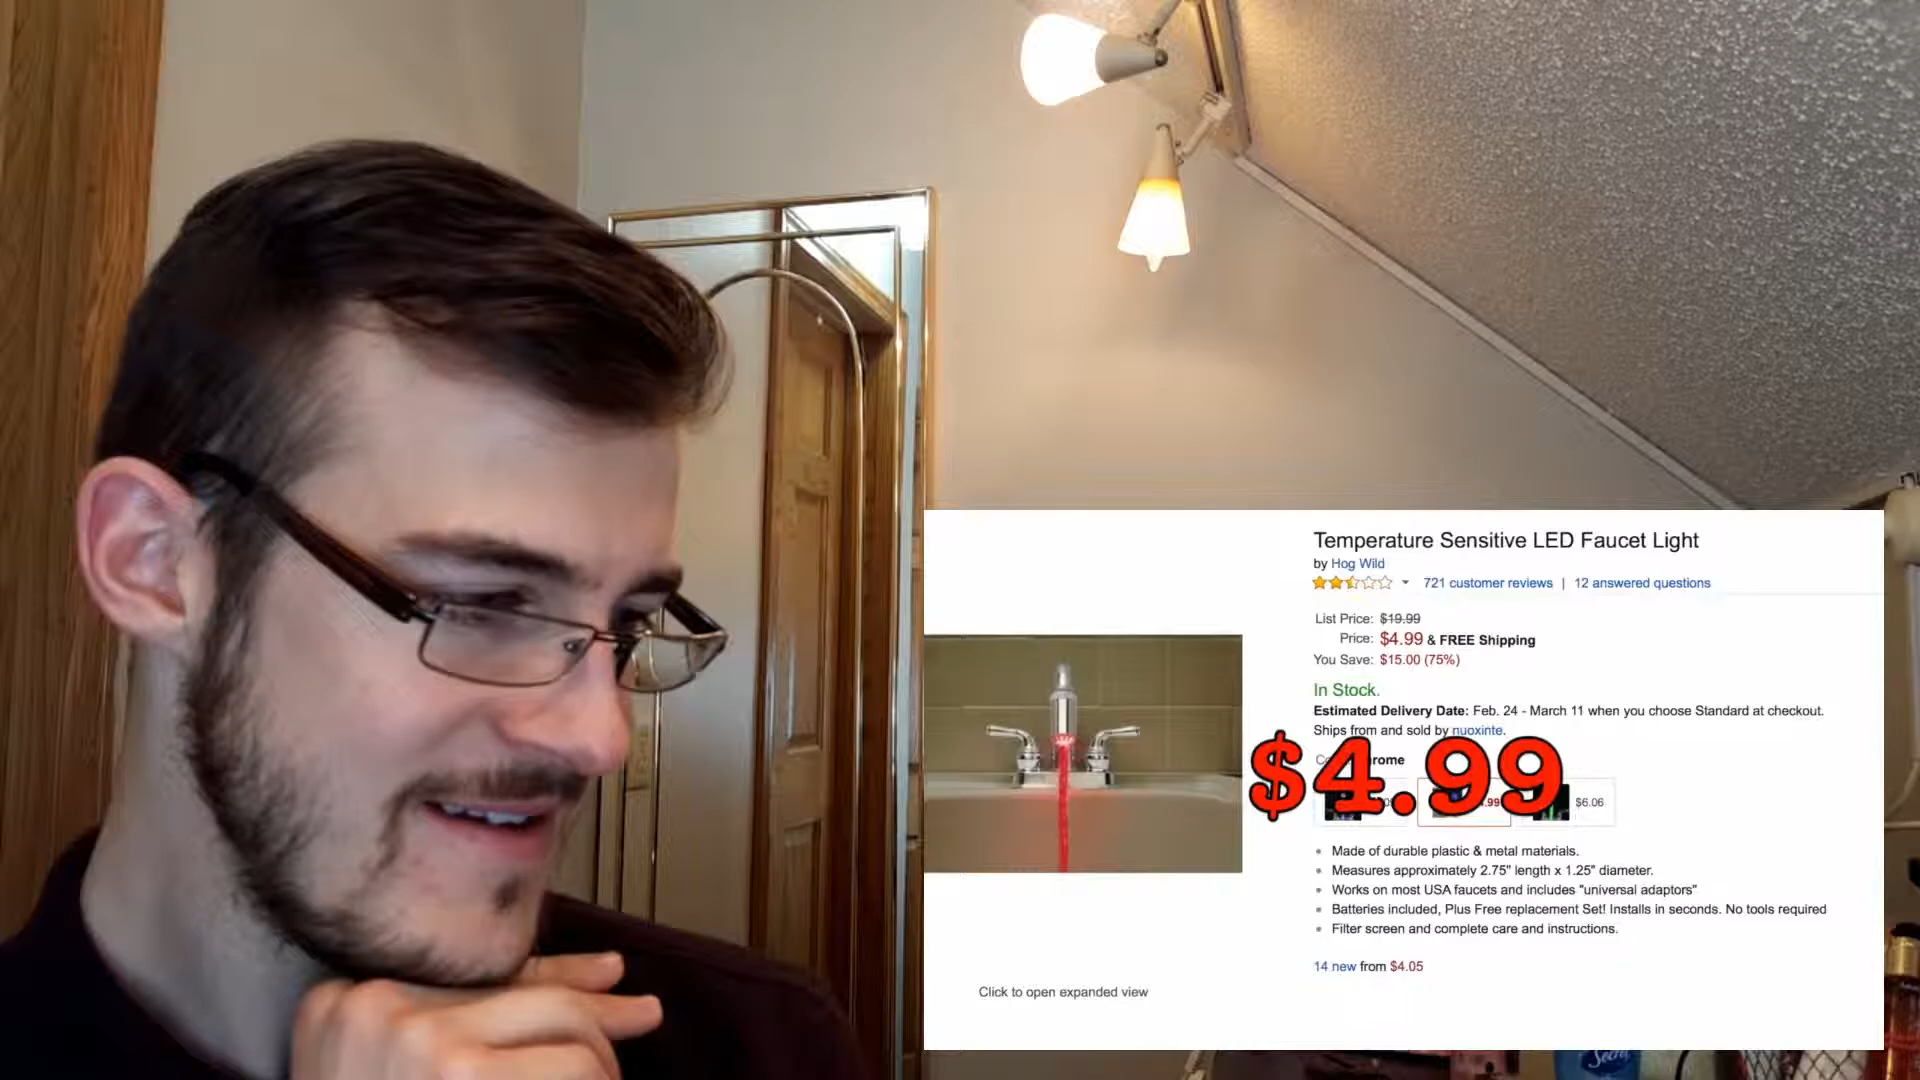 Temperature Sensitive LED Faucet Light
by Hog Wild
721 customer reviews | 12 answered questions
List Price: $19.99
Price: $4.99 & FREE Shipping
You Save: $15.00 (75%)
In Stock.
Estimated Delivery Date: Feb. 24 - March 11 when you choose Standard at checkout.
Ships from and sold by nuoxinte.
$4.99
$6.06
• Made of durable plastic & metal materials.
• Measures approximately 2.75" length x 1.25" diameter.
• Works on most USA faucets and includes "universal adaptors"
• Batteries included, Plus Free replacement Set! Installs in seconds. No tools required
• Filter screen and complete care and instructions.
14 new from $4.05
Click to open expanded view
Secret